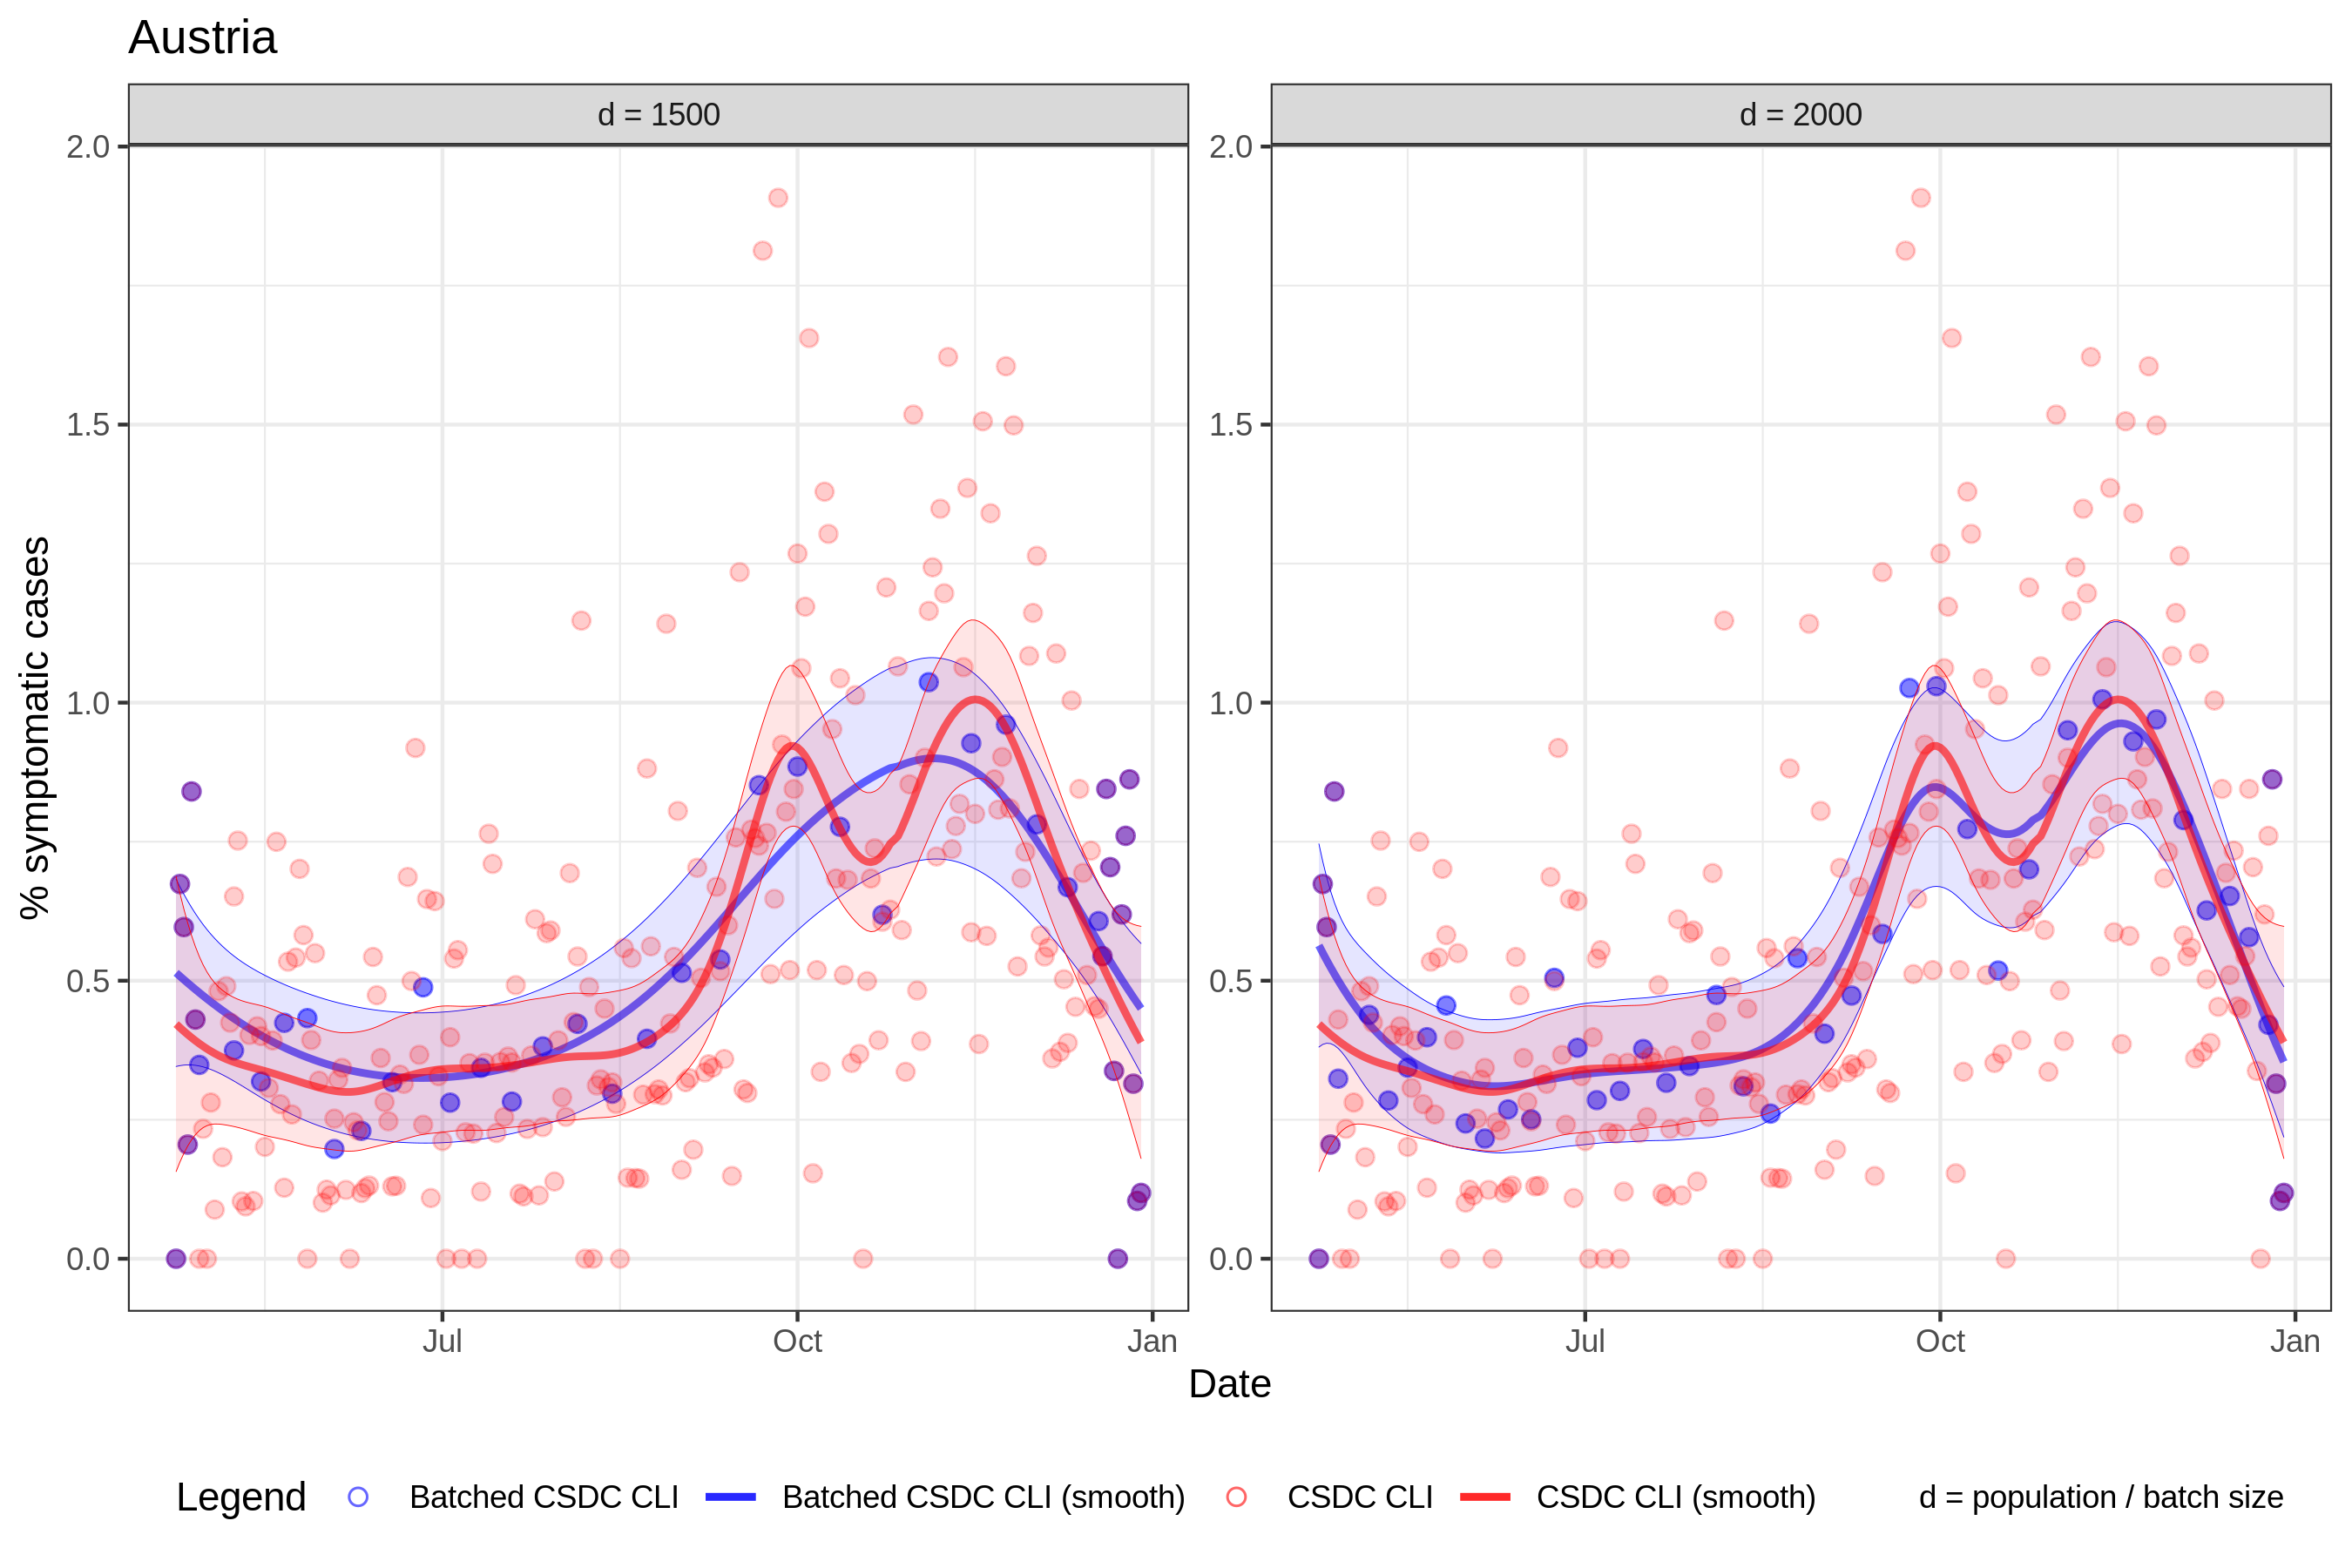 Austria
d = 1500
d = 2000
% symptomatic cases
2.0
1.5
1.0
0.5
0.0
2.0
1.5
1.0
0.5
0.0
Jul
Oct
Jan
Jul
Oct
Jan
Date
Legend
Batched CSDC CLI
Batched CSDC CLI (smooth)
CSDC CLI
CSDC CLI (smooth)
d = population / batch size